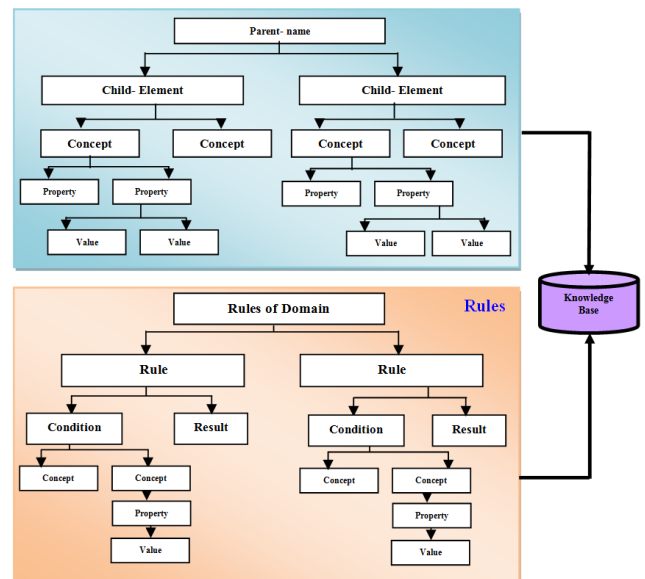 Parent- name
Child- Element
Child- Element
Concept
Concept
Concept
Concept
Property
Property
Property
Property
Value
Value
Value
Value
Knowledge
Base
Rules of Domain
Rules
Rule
Rule
Condition
Result
Condition
Result
Concept
Concept
Concept
Concept
Property
Property
Value
Value